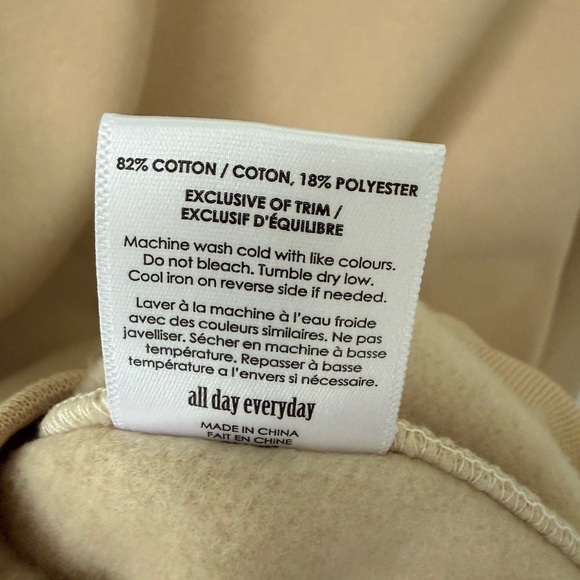 82% COTTON / COTON, 18% POLYESTER
EXCLUSIVE OF TRIM /
EXCLUSIF D'ÉQUILIBRE
Machine wash cold with like colours.
Do not bleach. Tumble dry low.
Cool iron on reverse side if needed.
Laver à la machine à l'eau froide
avec des couleurs similaires. Ne pas
javelliser. Sécher en machine à basse
température. Repasser à basse
température a l'envers si nécessaire.
all day everyday
MADE IN CHINA
FAIT EN CHINE